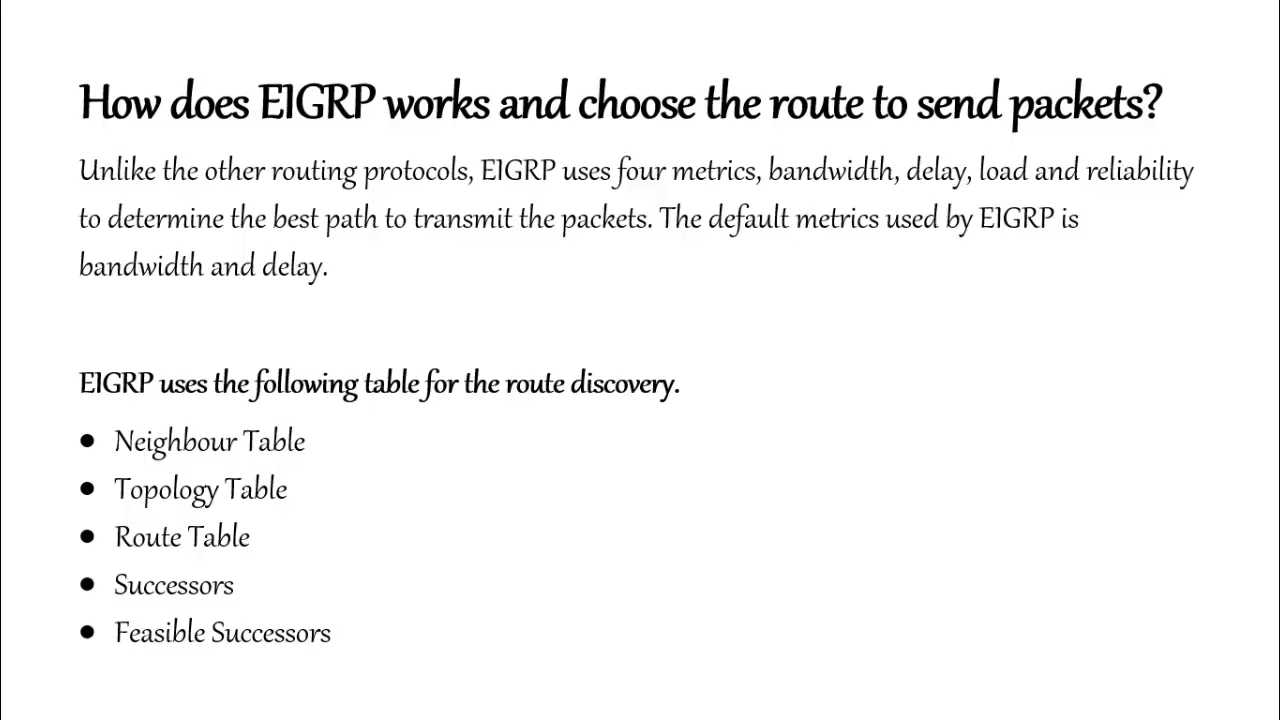 How does EIGRP works and choose the route to send packets?
Unlike the other routing protocols, EIGRP uses four metrics, bandwidth, delay, load and reliability
to determine the best path to transmit the packets. The default metrics used by EIGRP is
bandwidth and delay.
EIGRP uses the following table for the route discovery.
● Neighbour Table
● Topology Table
● Route Table
● Successors
● Feasible Successors